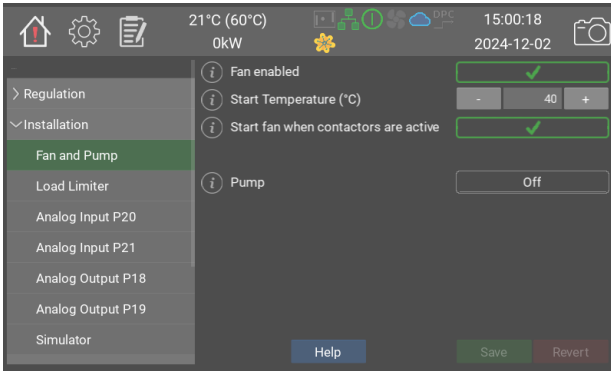 21°C (60°C)
0kW
DPC
15:00:18
2024-12-02
Regulation
Installation
Fan and Pump
Load Limiter
Analog Input P20
Analog Input P21
Analog Output P18
Analog Output P19
Simulator
Fan enabled
Start Temperature (°C)
- 40 +
Start fan when contactors are active
Pump
Off
Help
Save
Revert